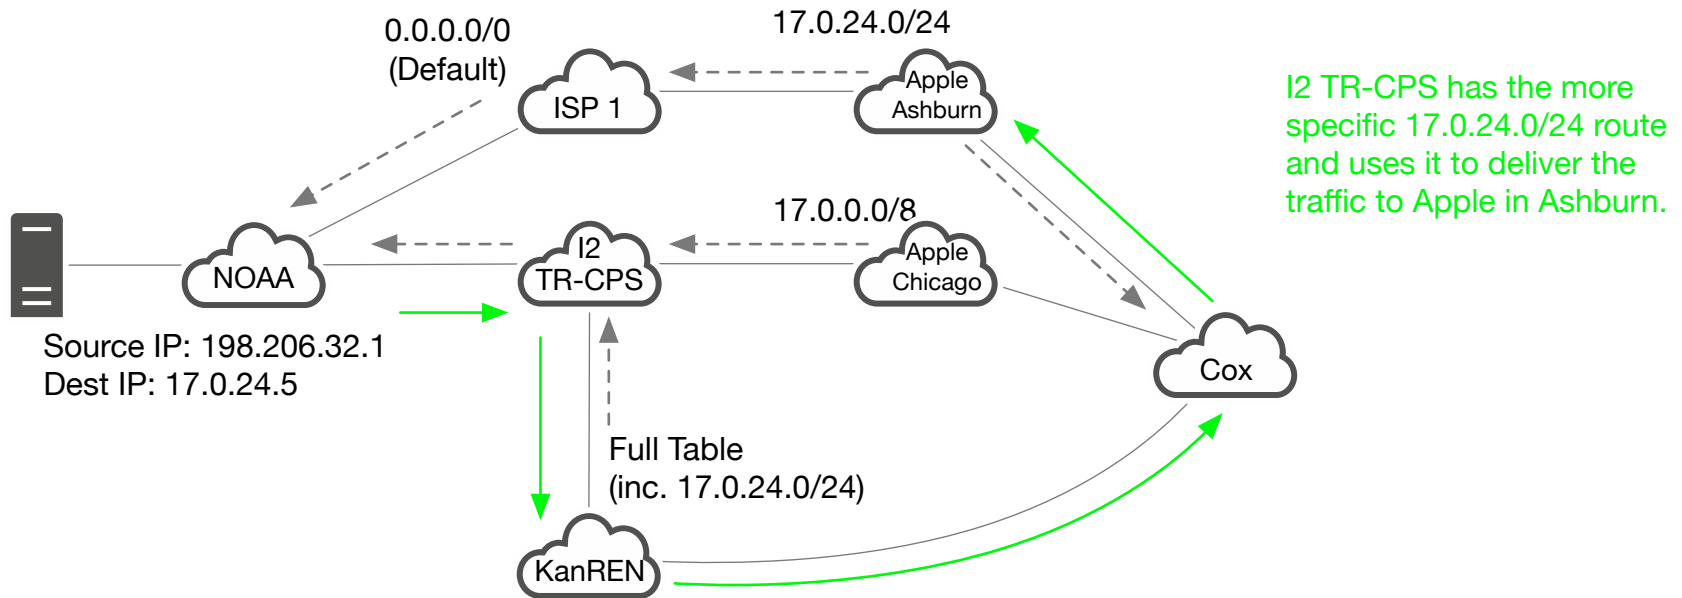 0.0.0.0/0
(Default)
17.0.24.0/24
ISP 1
Apple
Ashburn
I2 TR-CPS has the more
specific 17.0.24.0/24 route
and uses it to deliver the
traffic to Apple in Ashburn.
17.0.0.0/8
NOAA
I2
TR-CPS
Apple
Chicago
Source IP: 198.206.32.1
Dest IP: 17.0.24.5
Cox
Full Table
(inc. 17.0.24.0/24)
KanREN